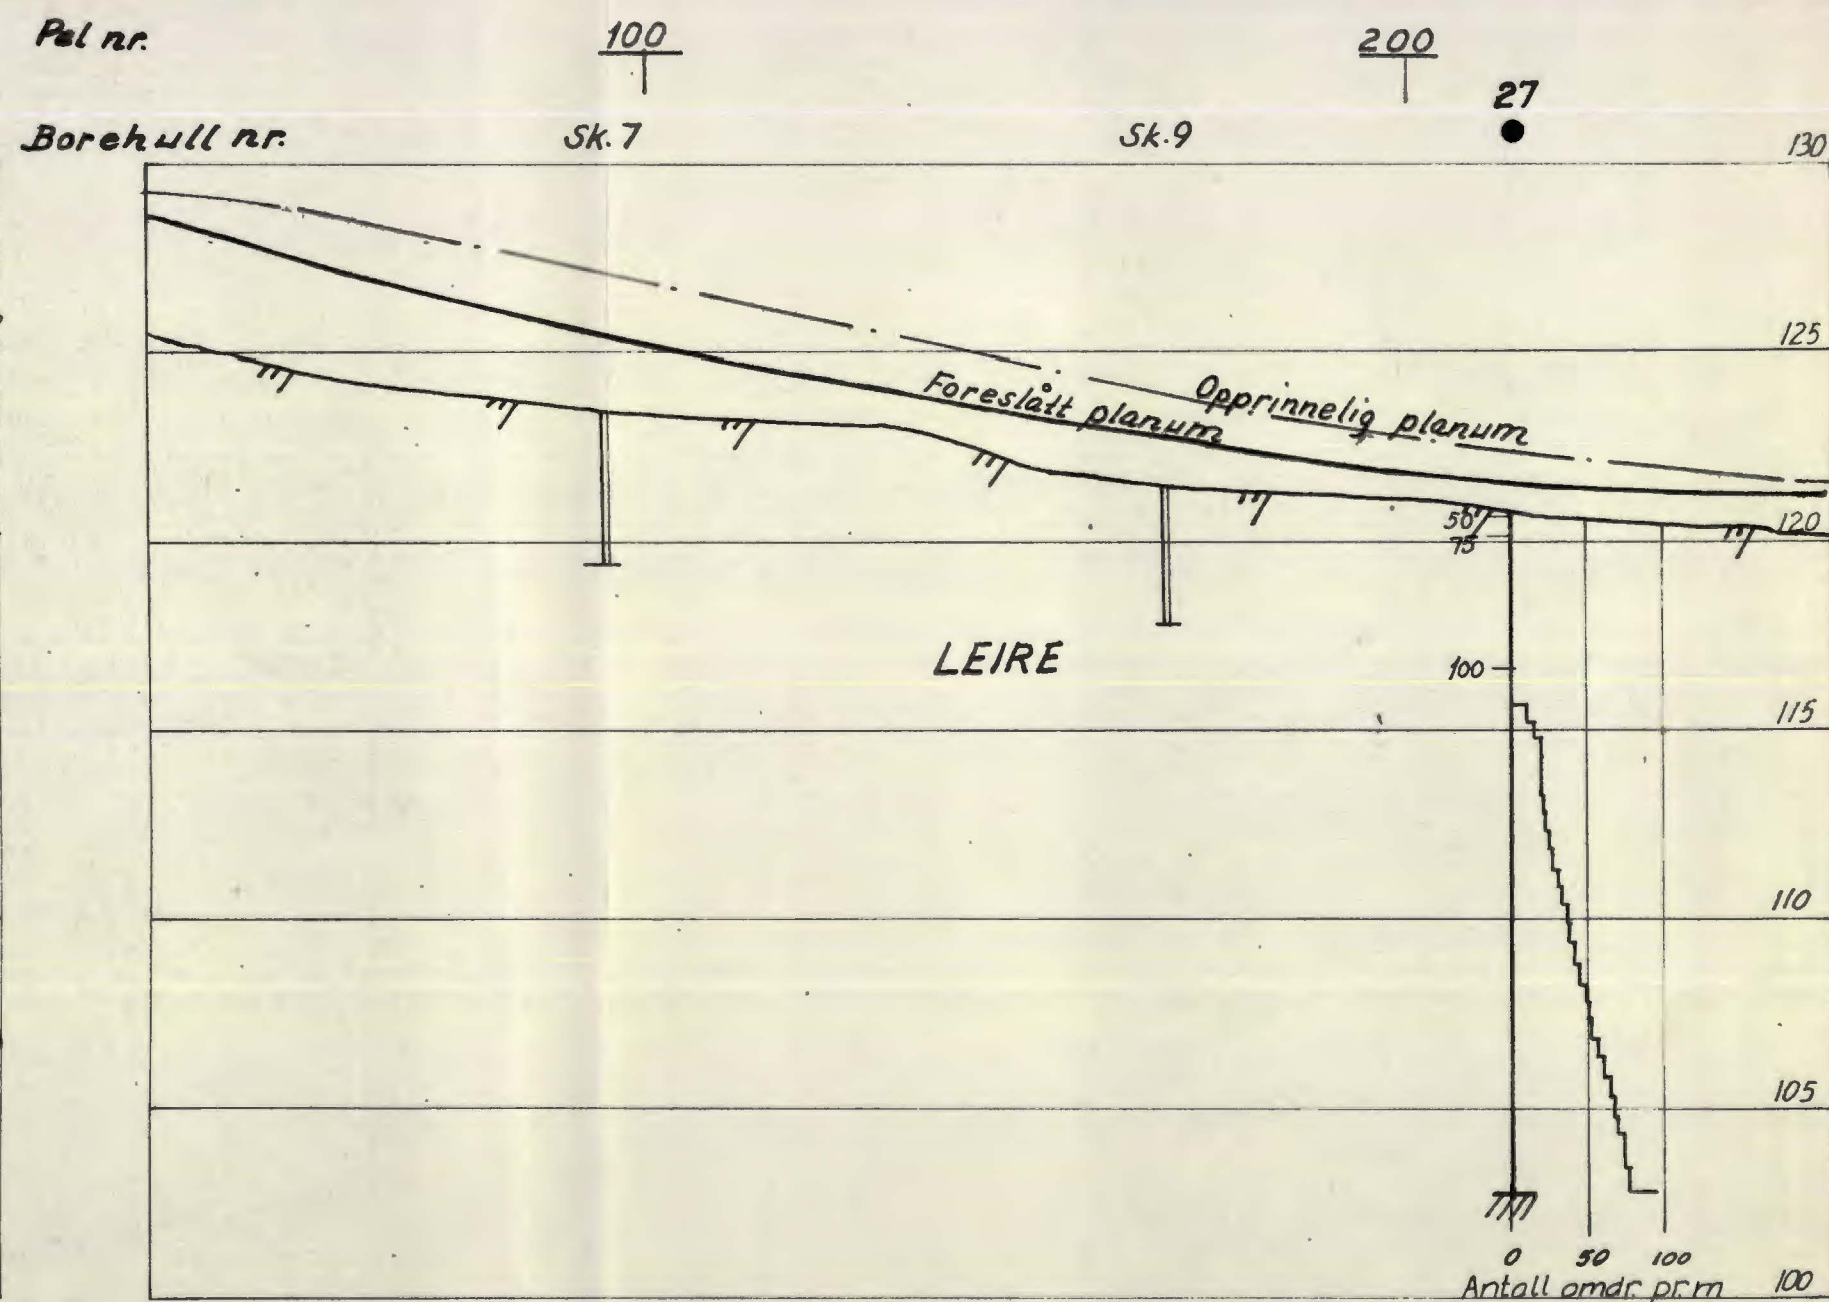 Pel nr. 100 200
27
Borehull nr. Sk. 7 Sk. 9
130
125
Foreslått planum Opprinnelig planum
50 120
75
LEIRE
100
115
110
105
0 50 100
Antall omdr. pr. m 100